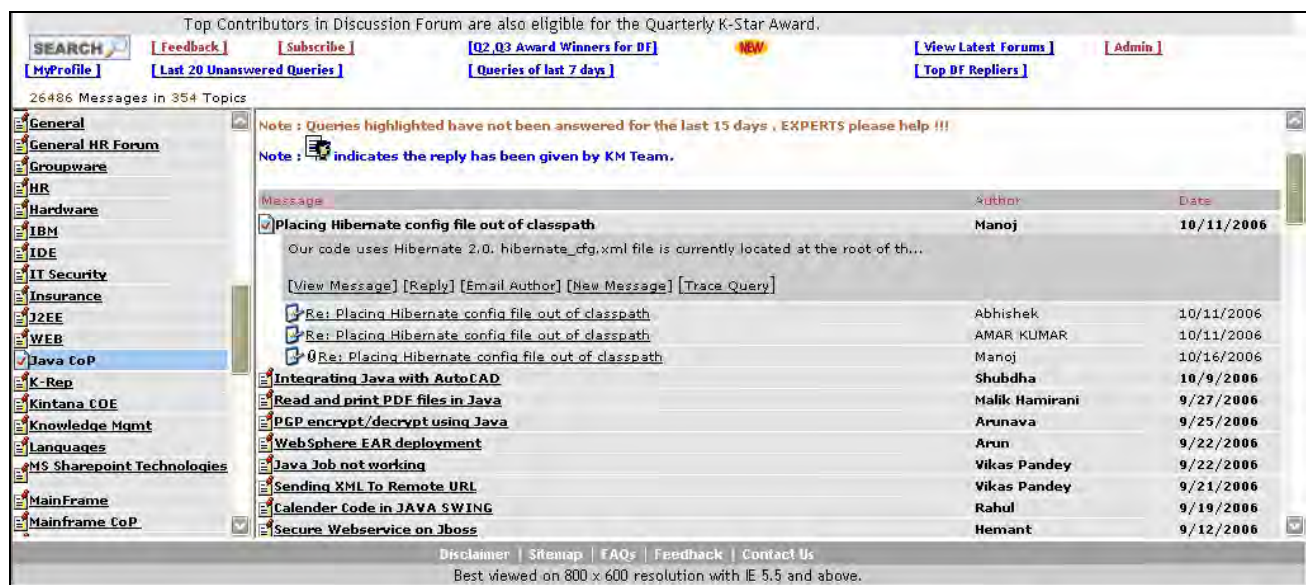 Top Contributors in Discussion Forum are also eligible for the Quarterly K-Star Award.
SEARCH [ Feedback ] [ Subscribe ] [Q2,Q3 Award Winners for DF] NEW [ View Latest Forums ] [ Admin ]
[ MyProfile ] [ Last 20 Unanswered Queries ] [ Queries of last 7 days ] [ Top DF Repliers ]
26486 Messages in 354 Topics
General
General HR Forum
Groupware
HR
Hardware
IBM
IDE
IT Security
Insurance
J2EE
WEB
Java CoP
K-Rep
Kintana COE
Knowledge Mgmt
Languages
MS Sharepoint Technologies
MainFrame
Mainframe CoP
Note : Queries highlighted have not been answered for the last 15 days , EXPERTS please help !!!
Note : indicates the reply has been given by KM Team.
Message Author Date
Placing Hibernate config file out of classpath Manoj 10/11/2006
Our code uses Hibernate 2.0. hibernate_cfg.xml file is currently located at the root of th...
[View Message] [Reply] [Email Author] [New Message] [Trace Query]
Re: Placing Hibernate config file out of classpath Abhishek 10/11/2006
Re: Placing Hibernate config file out of classpath AMAR KUMAR 10/11/2006
Re: Placing Hibernate config file out of classpath Manoj 10/16/2006
Integrating Java with AutoCAD Shubdha 10/9/2006
Read and print PDF files in Java Malik Hamirani 9/27/2006
PGP encrypt/decrypt using Java Arunava 9/25/2006
WebSphere EAR deployment Arun 9/22/2006
Java Job not working Vikas Pandey 9/22/2006
Sending XML To Remote URL Vikas Pandey 9/21/2006
Calender Code in JAVA SWING Rahul 9/19/2006
Secure Webservice on Jboss Hemant 9/12/2006
Disclaimer | Sitemap | FAQs | Feedback | Contact Us
Best viewed on 800 x 600 resolution with IE 5.5 and above.